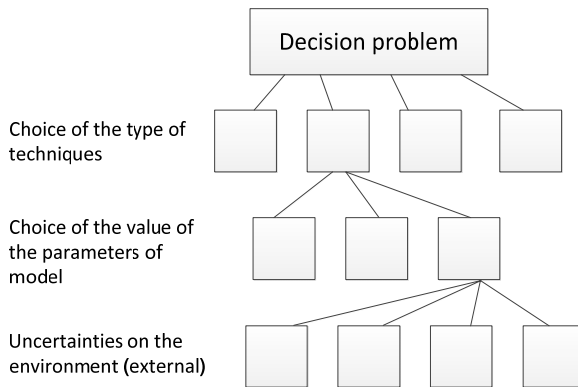 Decision problem
Choice of the type of
techniques
Choice of the value of
the parameters of
model
Uncertainties on the
environment (external)